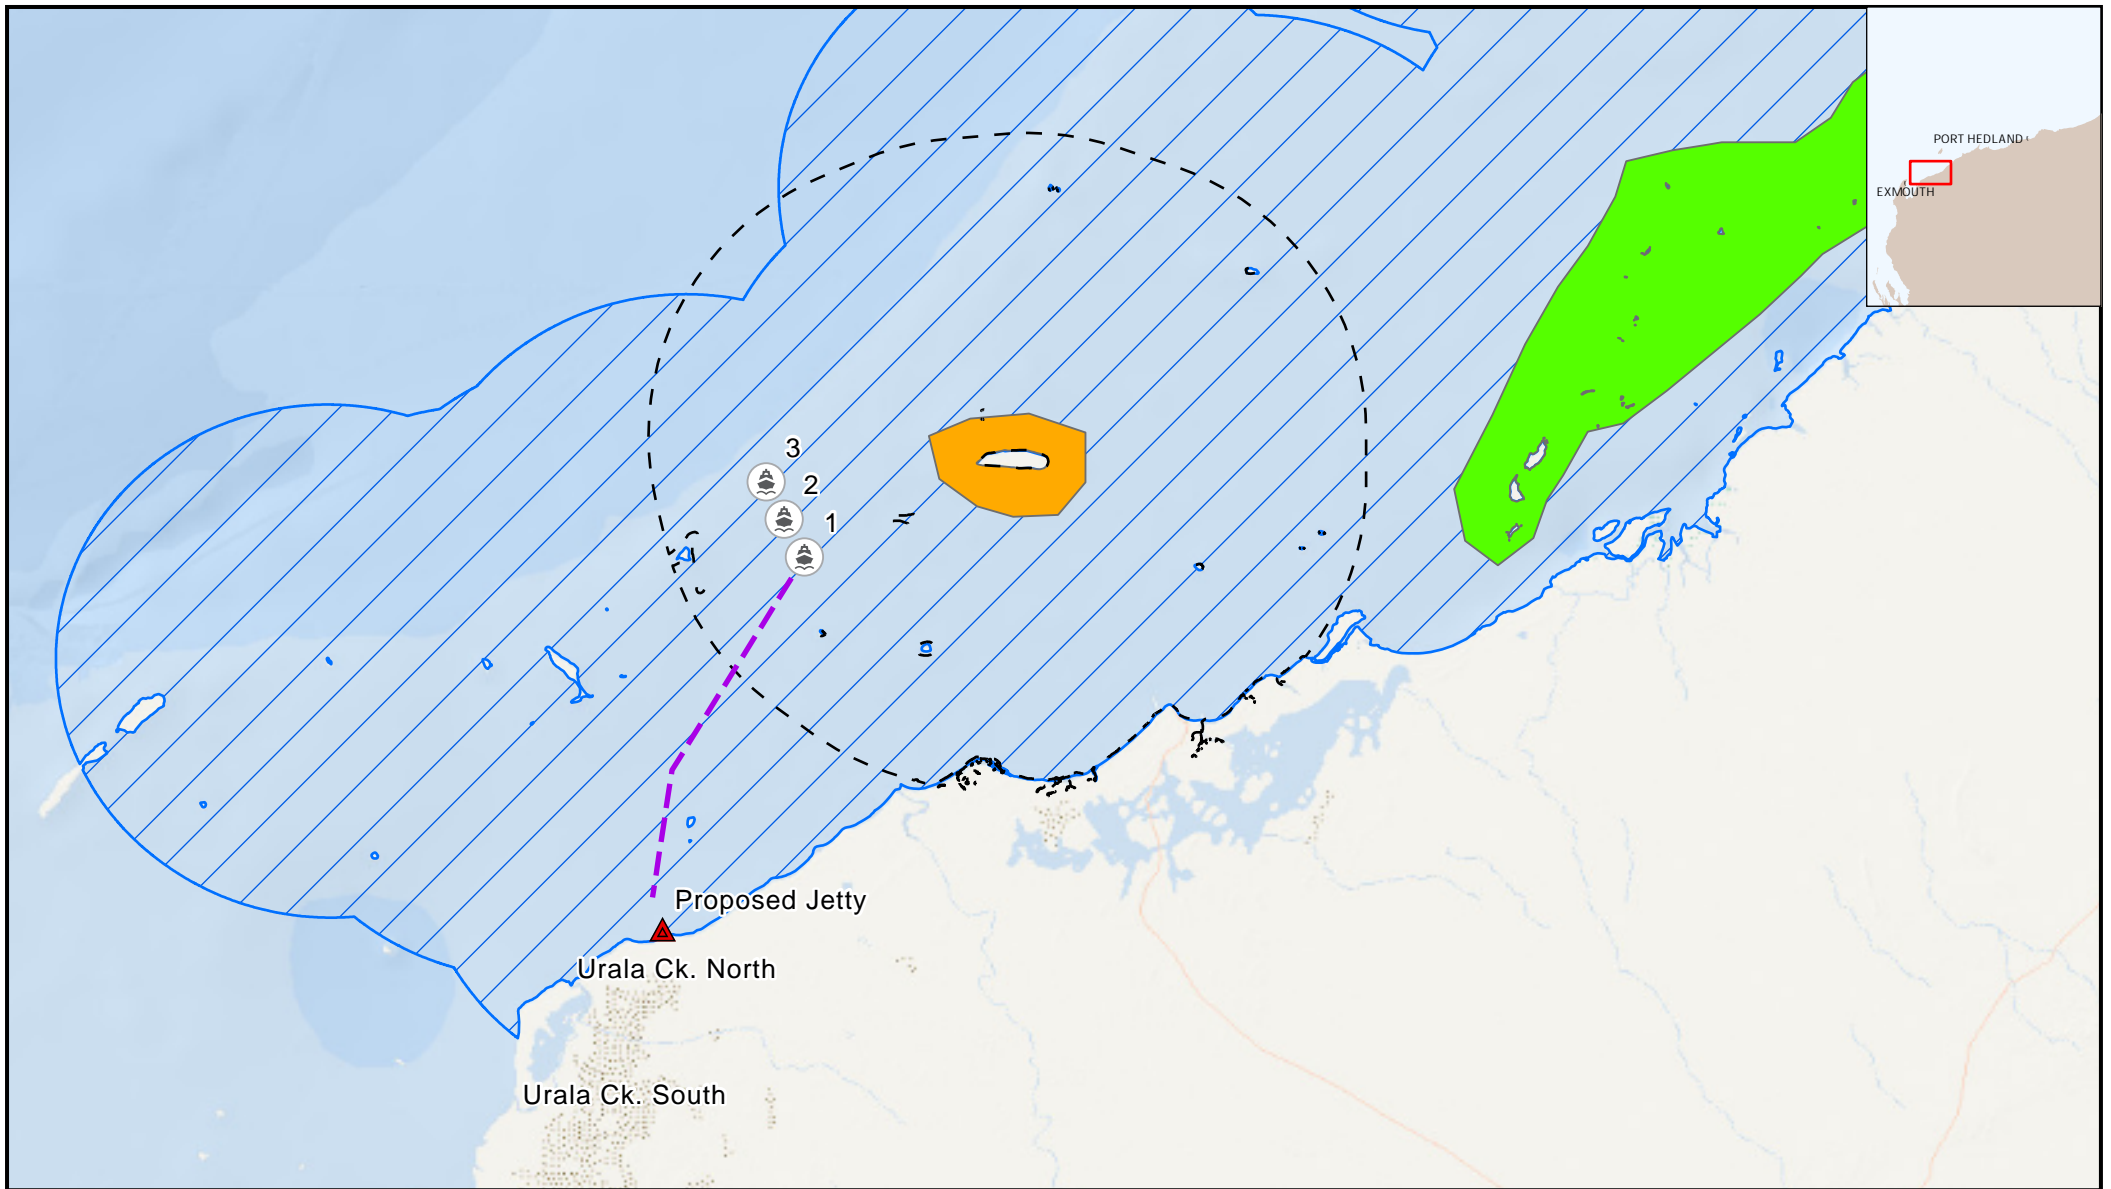 PORT HEDLAND
EXMOUTH
3
2
1
Proposed Jetty
Urala Ck. North
Urala Ck. South